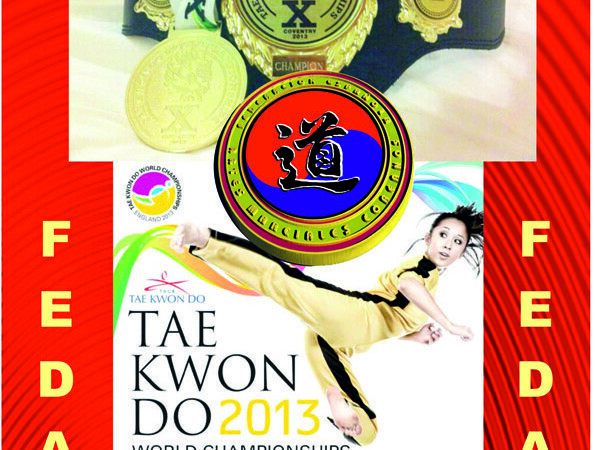 X
COVENTRY
2013
CHAMPION
道
TAE KWON DO WORLD CHAMPIONSHIPS
ENGLAND 2013
TAGB
TAE KWON DO
TAE
KWON
DO 2013
WORLD CHAMPIONSHIPS
F
E
D
A
F
E
D
A